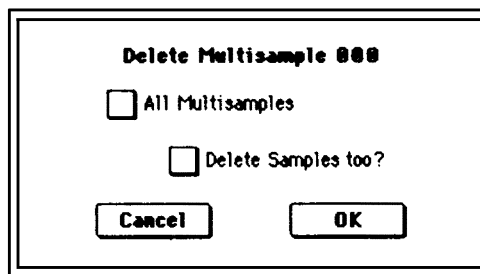 Delete Multisample 000
All Multisamples
Delete Samples too?
Cancel
OK